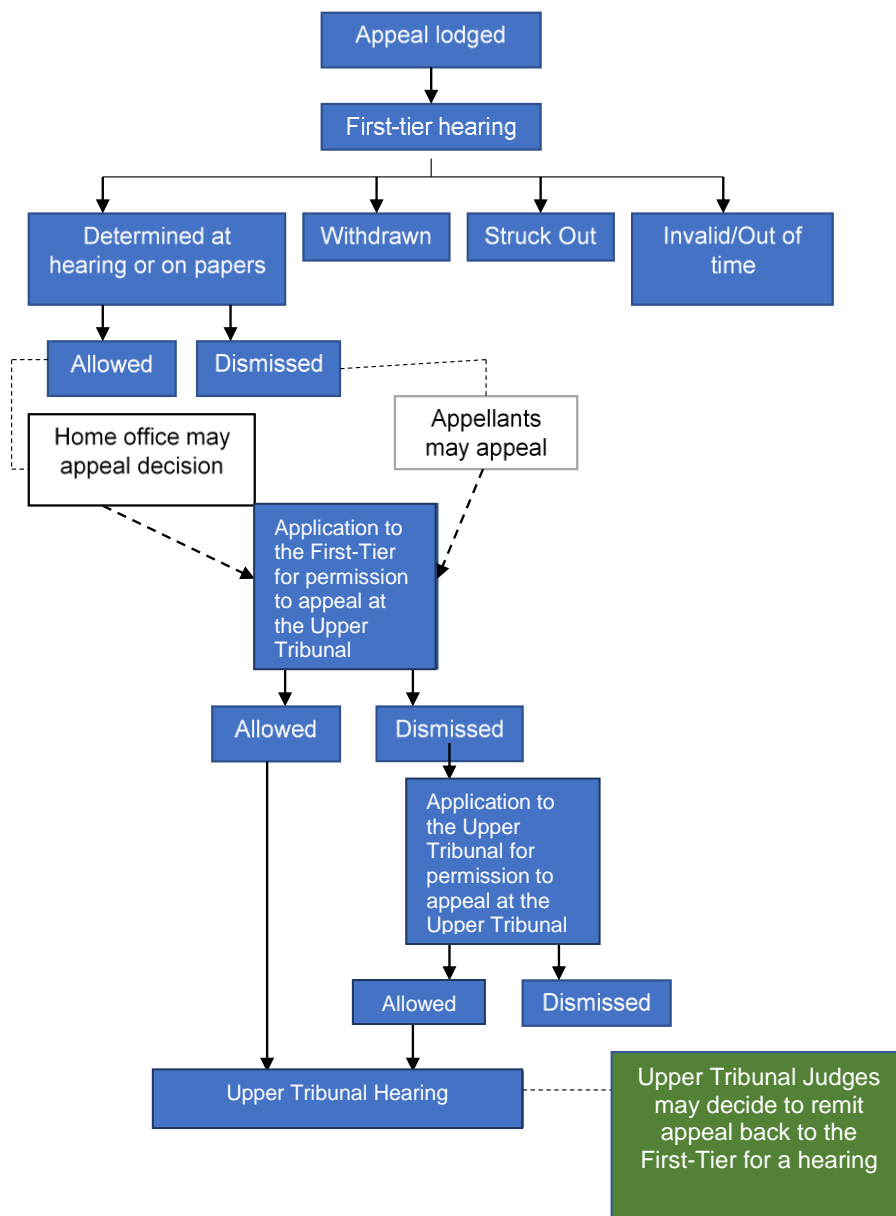 Appeal lodged
First-tier hearing
Determined at
hearing or on papers
Withdrawn
Struck Out
Invalid/Out of
time
Allowed
Dismissed
Home office may
appeal decision
Appellants
may appeal
Application to
the First-Tier
for permission
to appeal at
the Upper
Tribunal
Allowed
Dismissed
Application to
the Upper
Tribunal for
permission to
appeal at the
Upper Tribunal
Allowed
Dismissed
Upper Tribunal Hearing
Upper Tribunal Judges
may decide to remit
appeal back to the
First-Tier for a hearing